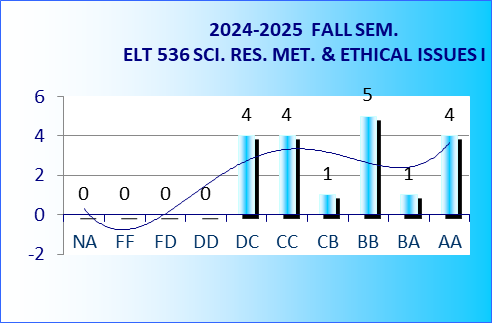 2024-2025 FALL SEM.
ELT 536 SCI. RES. MET. & ETHICAL ISSUES I
6
4
2
0
-2
0 0 0 0 4 4 1 5 1 4
NA FF FD DD DC CC CB BB BA AA